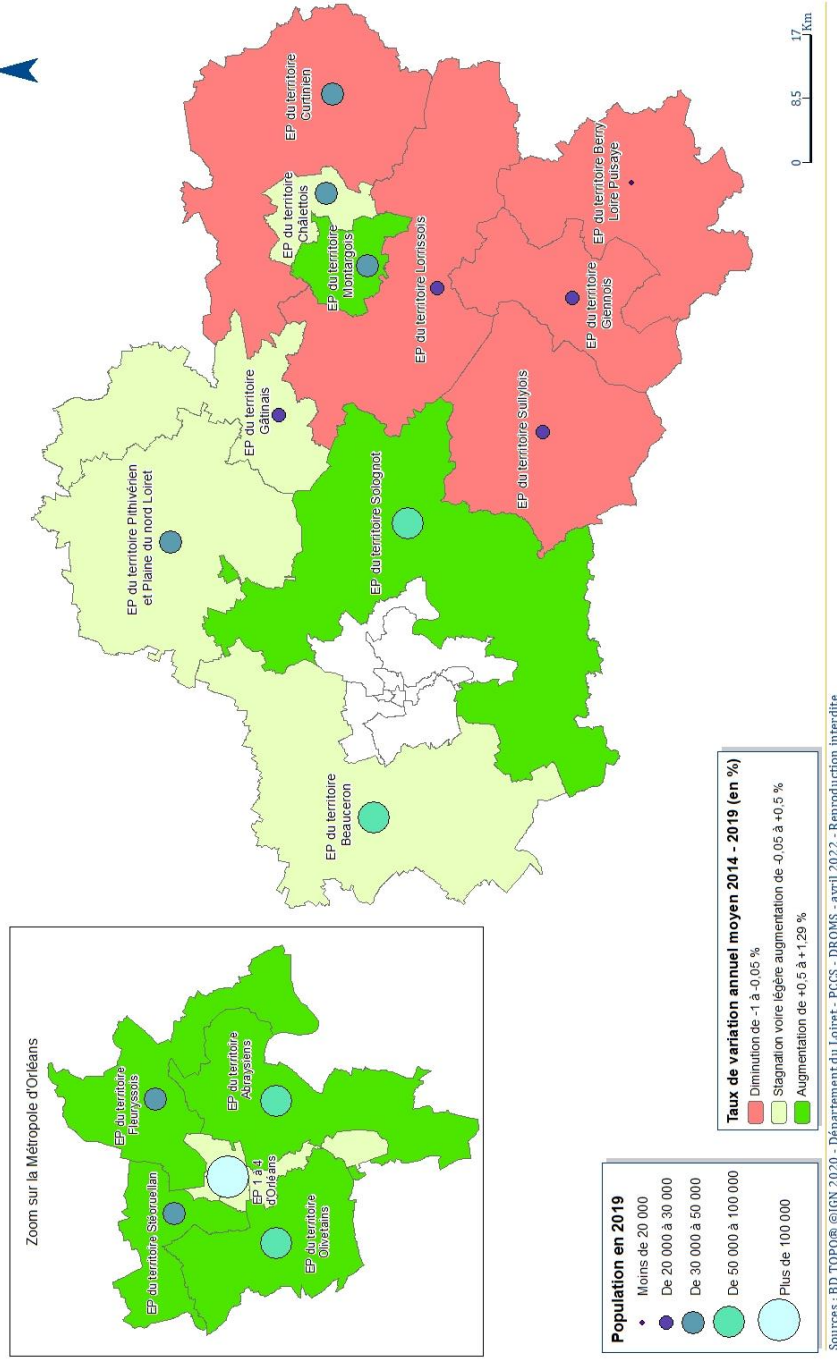 Zoom sur la Métropole d'Orléans
EP du territoire Stéoruellan
EP du territoire
Fleuryssois
EP du territoire
Abraysiens
EP 1 à 4
d'Orléans
EP du territoire
Olivetains
EP du territoire
Beauceron
EP du territoire Pithivérien
et Plaine du nord Loiret
EP du territoire
Gâtinais
EP du territoire Solognot
EP du territoire Sullylois
EP du territoire Lorrissois
EP du territoire
Montargois
EP du territoire
Châlettois
EP du territoire
Curtinien
EP du territoire
Giennois
EP du territoire Berry
Loire Puisaye
0 8,5 17
Km
Population en 2019
Moins de 20 000
De 20 000 à 30 000
De 30 000 à 50 000
De 50 000 à 100 000
Plus de 100 000
Taux de variation annuel moyen 2014 - 2019 (en %)
Diminution de -1 à -0,05 %
Stagnation voire légère augmentation de -0,05 à +0,5 %
Augmentation de +0,5 à +1,29 %
Sources : BD TOPO® ©IGN 2020 - Département du Loiret - PCCS - DROMS - avril 2022 - Reproduction interdite